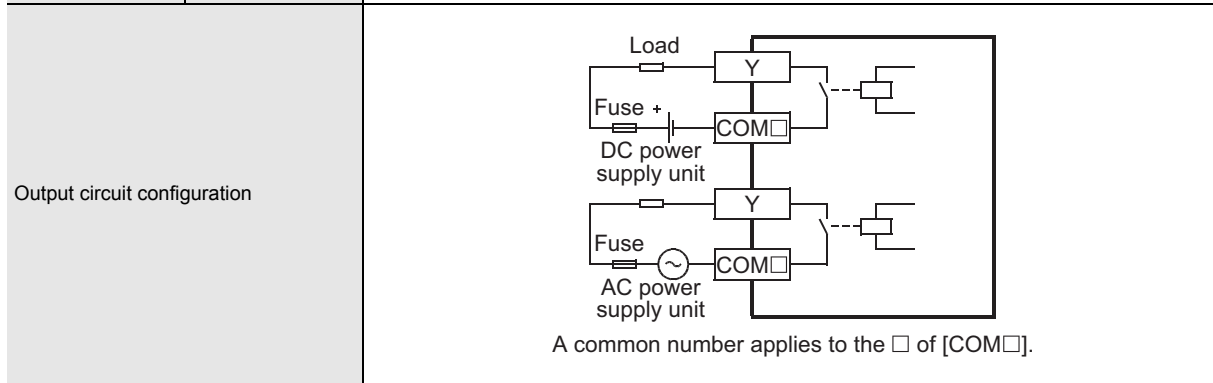 Output circuit configuration
Load
Y
Fuse +
COM□
DC power
supply unit
Y
Fuse
COM□
AC power
supply unit
A common number applies to the □ of [COM□].